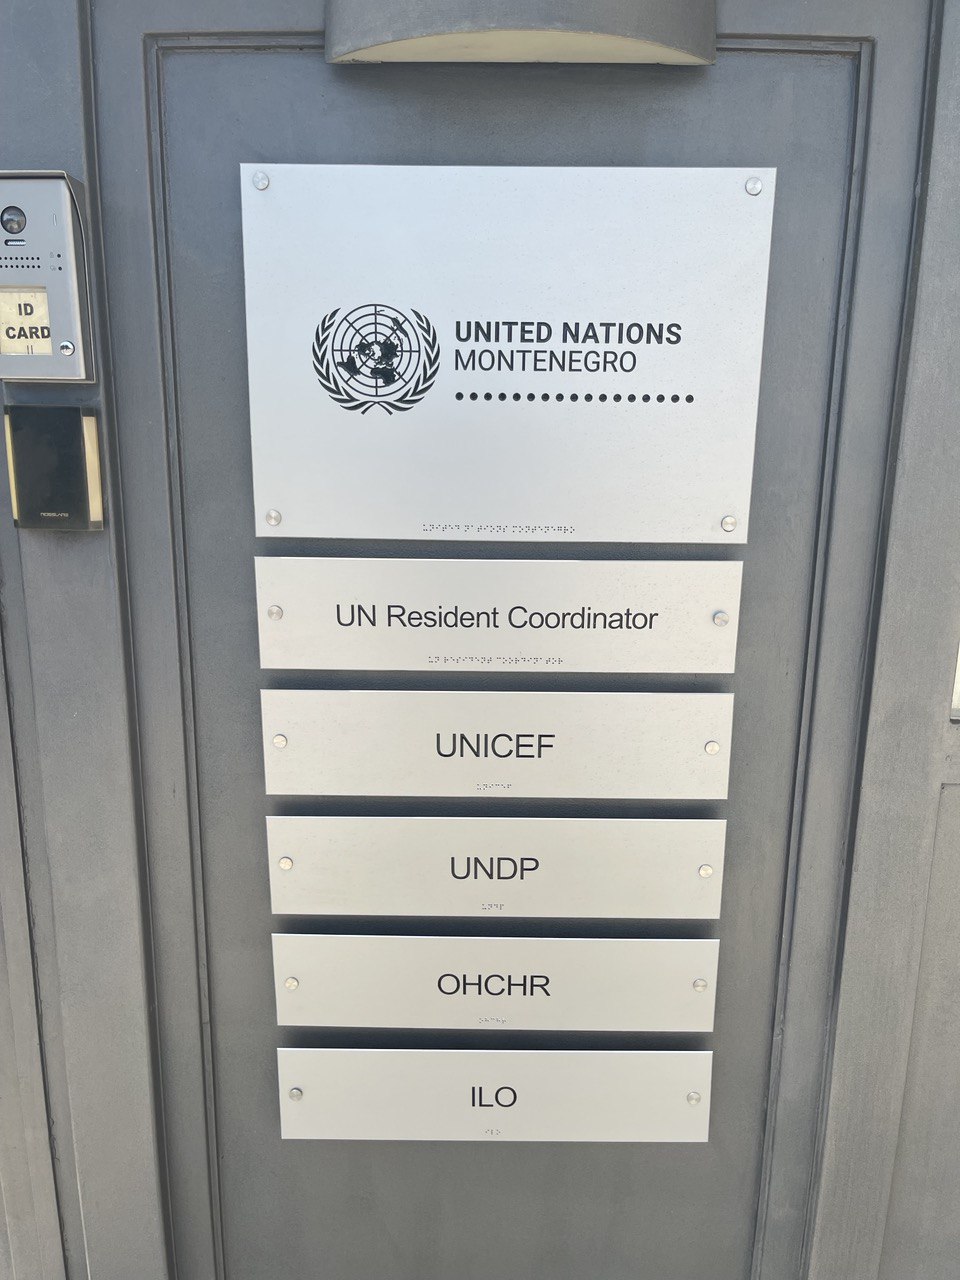 ID
CARD
UNITED NATIONS
MONTENEGRO
UN Resident Coordinator
UNICEF
UNDP
OHCHR
ILO